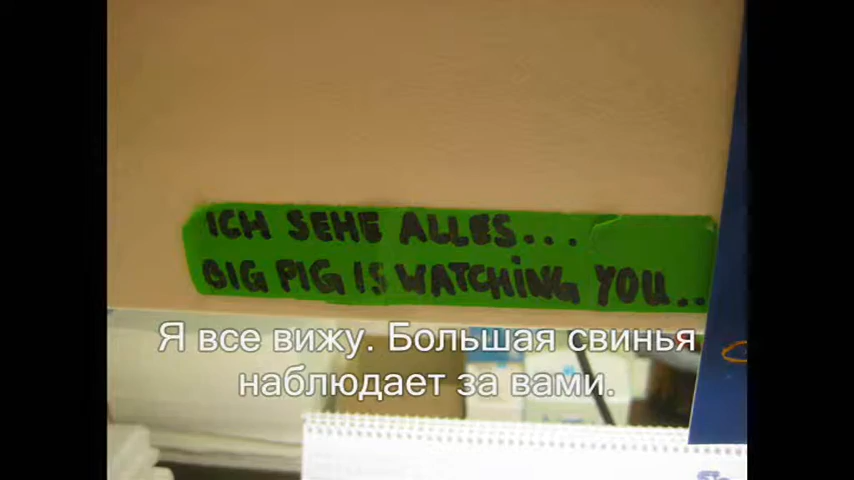 ICH SEHE ALLES...
BIG PIG IS WATCHING YOU..
Я все вижу. Большая свинья
наблюдает за вами.